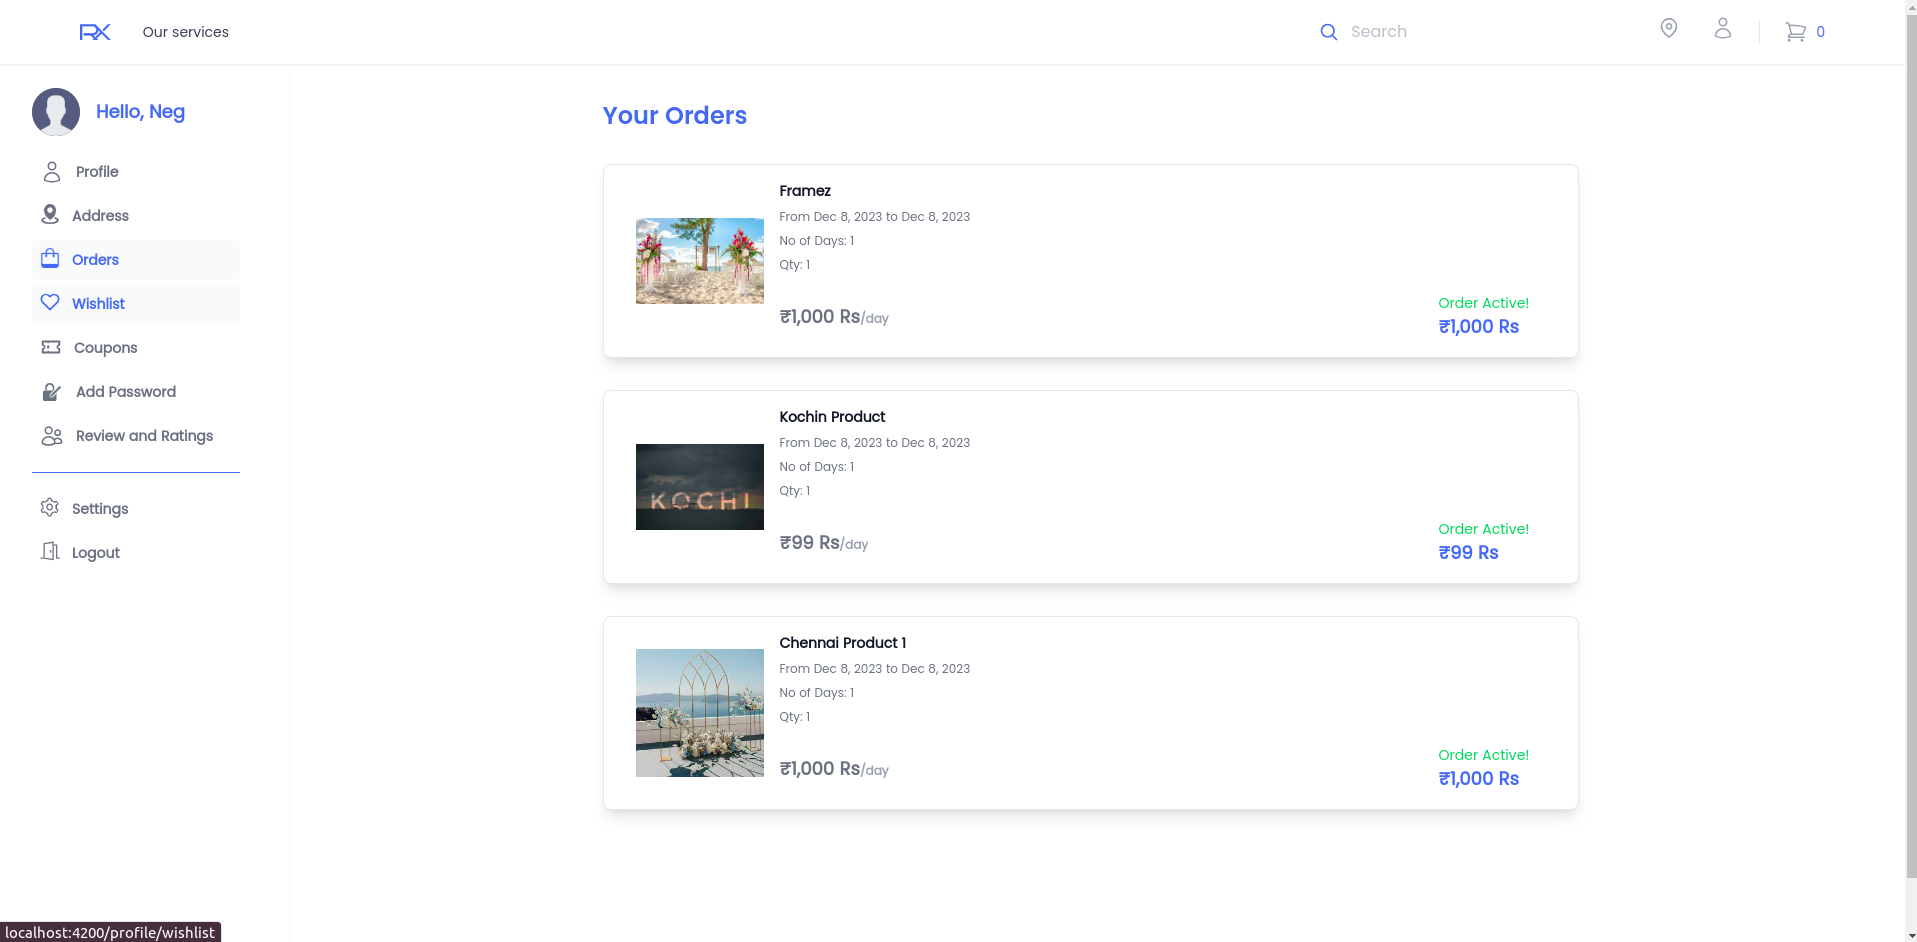 RX
Our services
Search
0
Hello, Neg
Profile
Address
Orders
Wishlist
Coupons
Add Password
Review and Ratings
Settings
Logout
Your Orders
Framez
From Dec 8, 2023 to Dec 8, 2023
No of Days: 1
Qty: 1
₹1,000 Rs/day
Order Active!
₹1,000 Rs
Kochin Product
From Dec 8, 2023 to Dec 8, 2023
No of Days: 1
Qty: 1
KOCHI
₹99 Rs/day
Order Active!
₹99 Rs
Chennai Product 1
From Dec 8, 2023 to Dec 8, 2023
No of Days: 1
Qty: 1
₹1,000 Rs/day
Order Active!
₹1,000 Rs
localhost:4200/profile/wishlist